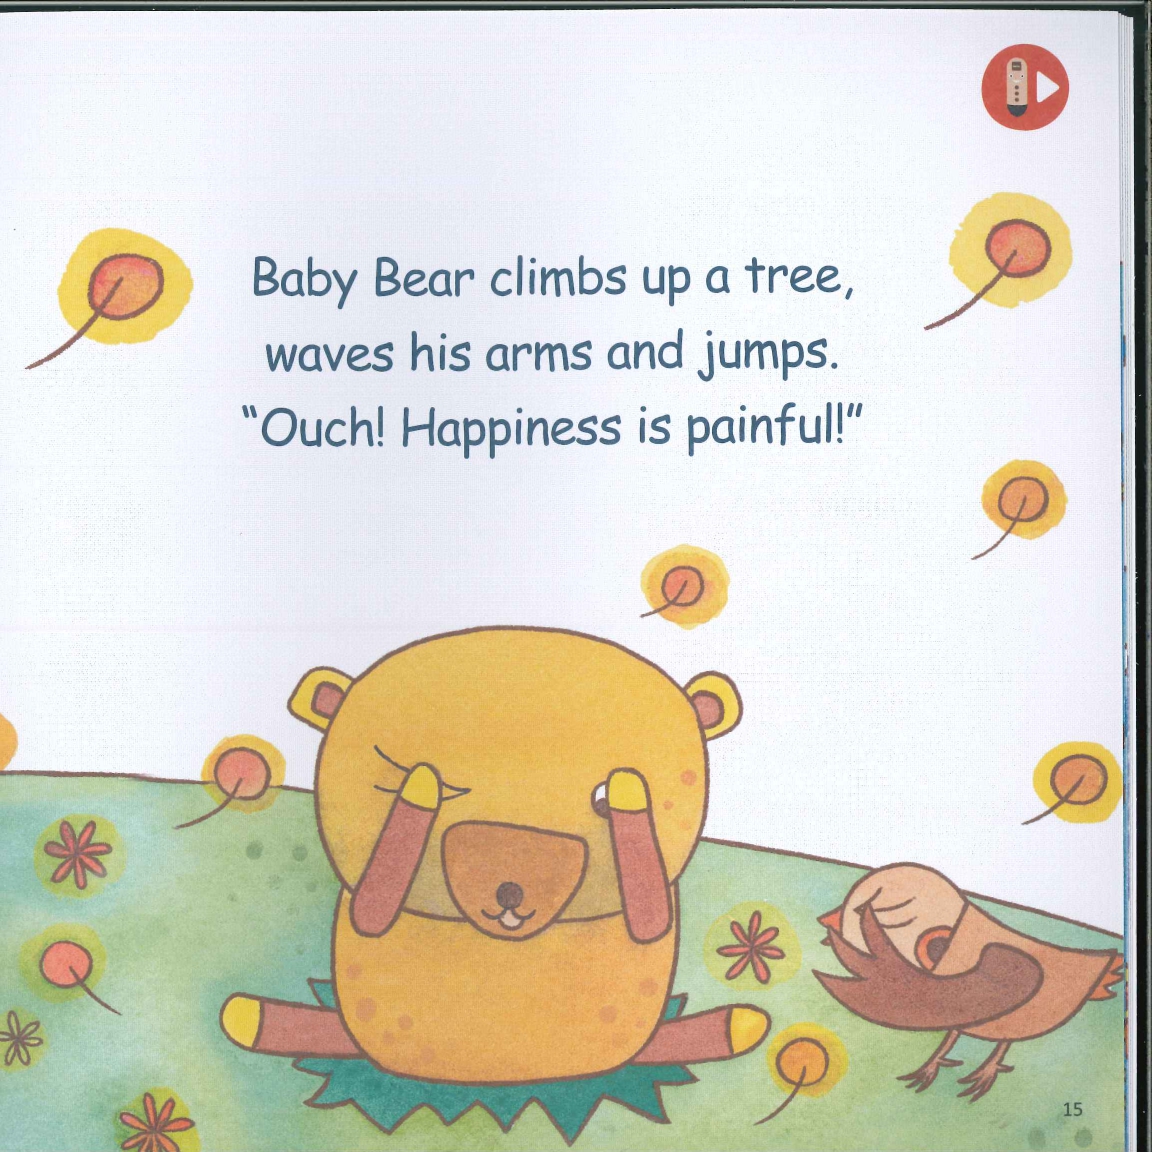 Baby Bear climbs up a tree,
waves his arms and jumps.
“Ouch! Happiness is painful!”
15